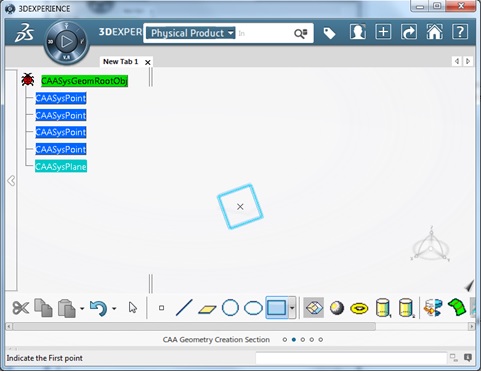 3DEXPERIENCE
3DEXPER
Physical Product
In
New Tab 1
CAASysGeomRootObj
CAASysPoint
CAASysPoint
CAASysPoint
CAASysPoint
CAASysPlane
CAA Geometry Creation Section
Indicate the First point